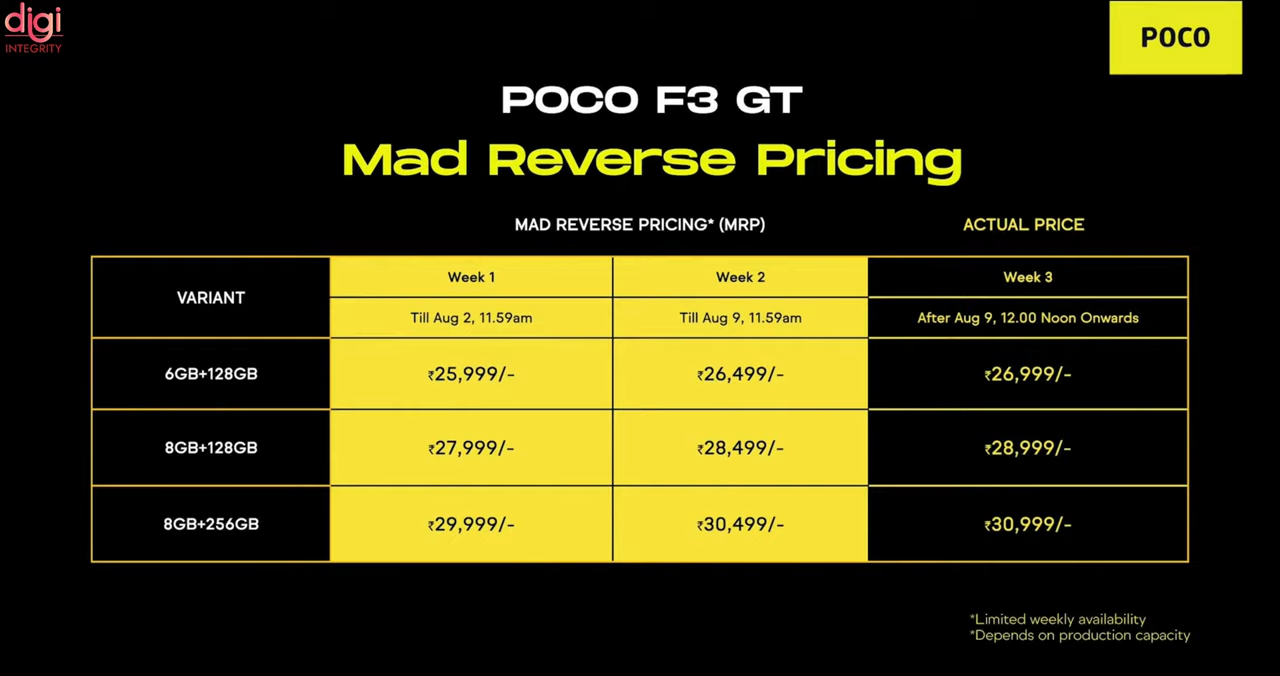 digi
INTEGRITY
POCO
POCO F3 GT
Mad Reverse Pricing
MAD REVERSE PRICING* (MRP) ACTUAL PRICE
VARIANT
Week 1 Week 2 Week 3
Till Aug 2, 11.59am Till Aug 9, 11.59am After Aug 9, 12.00 Noon Onwards
6GB+128GB ₹25,999/- ₹26,499/- ₹26,999/-
8GB+128GB ₹27,999/- ₹28,499/- ₹28,999/-
8GB+256GB ₹29,999/- ₹30,499/- ₹30,999/-
*Limited weekly availability
*Depends on production capacity